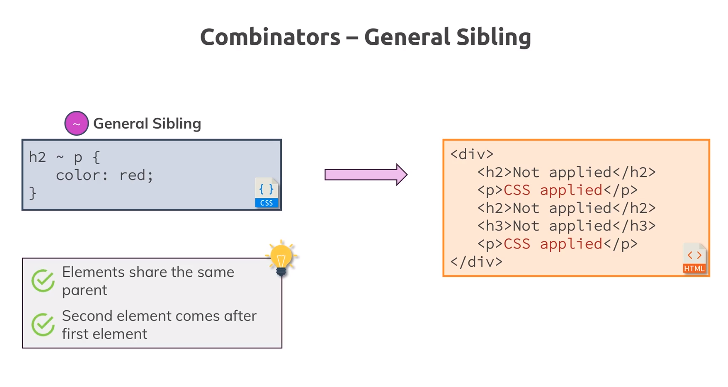 Combinators – General Sibling
~ General Sibling
h2 ~ p {
color: red;
}
{ }
CSS
<div>
<h2>Not applied</h2>
<p>CSS applied</p>
<h2>Not applied</h2>
<h3>Not applied</h3>
<p>CSS applied</p>
</div>
<>
HTML
Elements share the same
parent
Second element comes after
first element